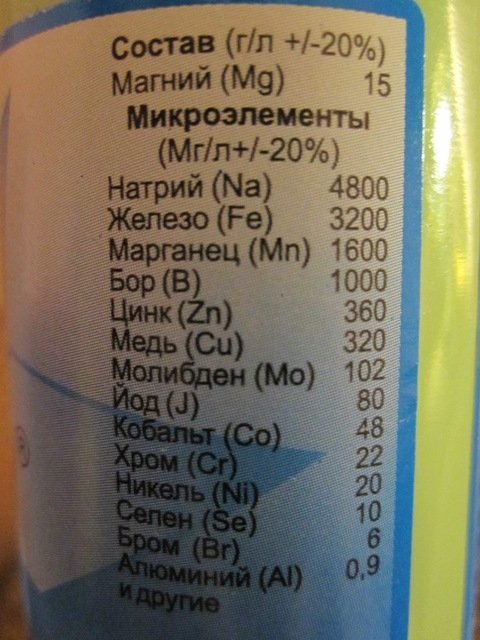 Состав (г/л +/-20%)
Магний (Mg) 15
Микроэлементы
(Мг/л+/-20%)
Натрий (Na) 4800
Железо (Fe) 3200
Марганец (Mn) 1600
Бор (B) 1000
Цинк (Zn) 360
Медь (Cu) 320
Молибден (Mo) 102
Йод (J) 80
Кобальт (Co) 48
Хром (Cr) 22
Никель (Ni) 20
Селен (Se) 10
Бром (Br) 6
Алюминий (Al) 0,9
и другие